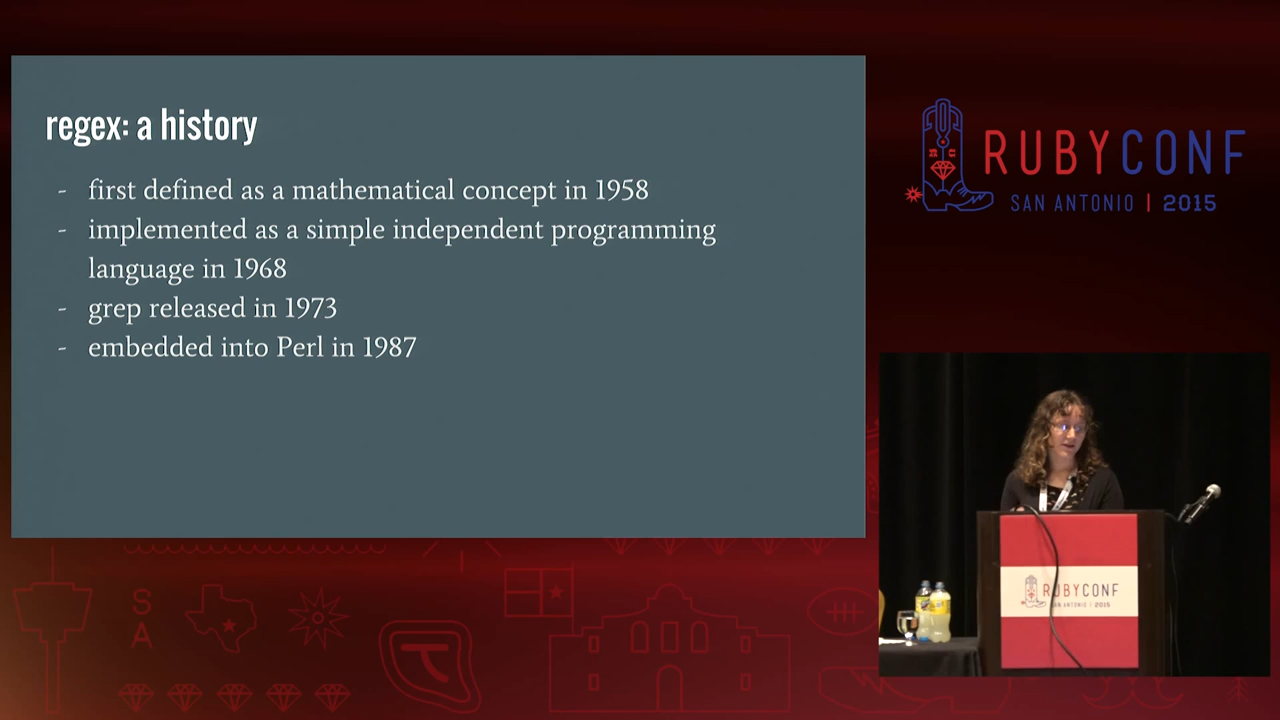 regex: a history
- first defined as a mathematical concept in 1958
- implemented as a simple independent programming
language in 1968
- grep released in 1973
- embedded into Perl in 1987
RUBYCONF
SAN ANTONIO | 2015
RUBYCONF
SAN ANTONIO | 2015
S
A